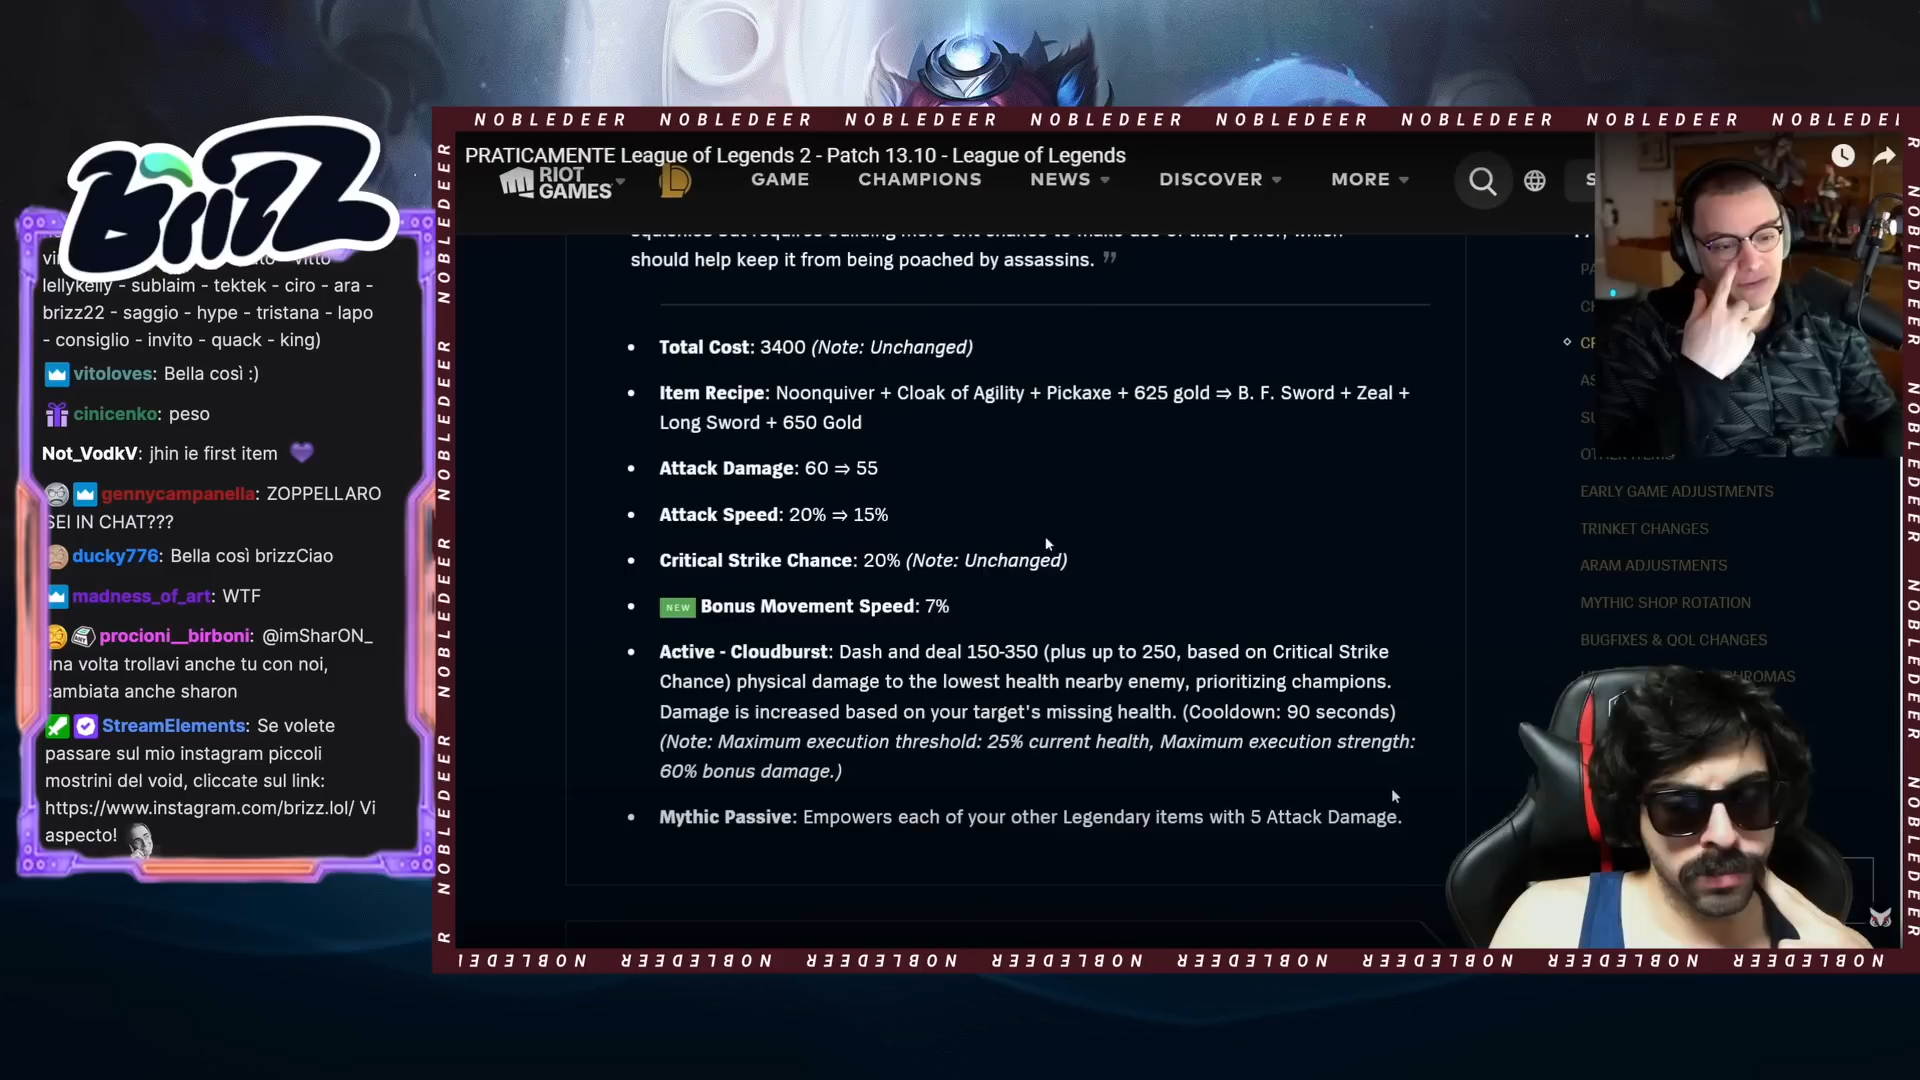 NOBLEDEER NOBLEDEER NOBLEDEER NOBLEDEER NOBLEDEER NOBLEDEER NOBLEDEER
PRATICAMENTE League of Legends 2 - Patch 13.10 - League of Legends
RIOT GAMES
GAME
CHAMPIONS
NEWS
DISCOVER
MORE
should help keep it from being poached by assassins. ”
Total Cost: 3400 (Note: Unchanged)
Item Recipe: Noonquiver + Cloak of Agility + Pickaxe + 625 gold ⇒ B. F. Sword + Zeal +
Long Sword + 650 Gold
Attack Damage: 60 ⇒ 55
Attack Speed: 20% ⇒ 15%
Critical Strike Chance: 20% (Note: Unchanged)
NEW Bonus Movement Speed: 7%
Active - Cloudburst: Dash and deal 150-350 (plus up to 250, based on Critical Strike
Chance) physical damage to the lowest health nearby enemy, prioritizing champions.
Damage is increased based on your target's missing health. (Cooldown: 90 seconds)
(Note: Maximum execution threshold: 25% current health, Maximum execution strength:
60% bonus damage.)
Mythic Passive: Empowers each of your other Legendary items with 5 Attack Damage.
OTHER ITEMS
EARLY GAME ADJUSTMENTS
TRINKET CHANGES
ARAM ADJUSTMENTS
MYTHIC SHOP ROTATION
BUGFIXES & QOL CHANGES
BrizZ
lellykelly - sublaim - tektek - ciro - ara -
brizz22 - saggio - hype - tristana - lapo
- consiglio - invito - quack - king)
vitoloves: Bella così :)
cinicenko: peso
Not_VodkV: jhin ie first item
gennycampanella: ZOPPELLARO
SEI IN CHAT???
ducky776: Bella così brizzCiao
madness_of_art: WTF
procioni__birboni: @imSharON_
una volta trollavi anche tu con noi,
cambiata anche sharon
StreamElements: Se volete
passare sul mio instagram piccoli
mostrini del void, cliccate sul link:
https://www.instagram.com/brizz.lol/ Vi
aspecto!
NOBLEDEER NOBLEDEER NOBLEDEER NOBLEDEER NOBLEDEER NOBLEDEER NOBLEDEER NOBLEDEER